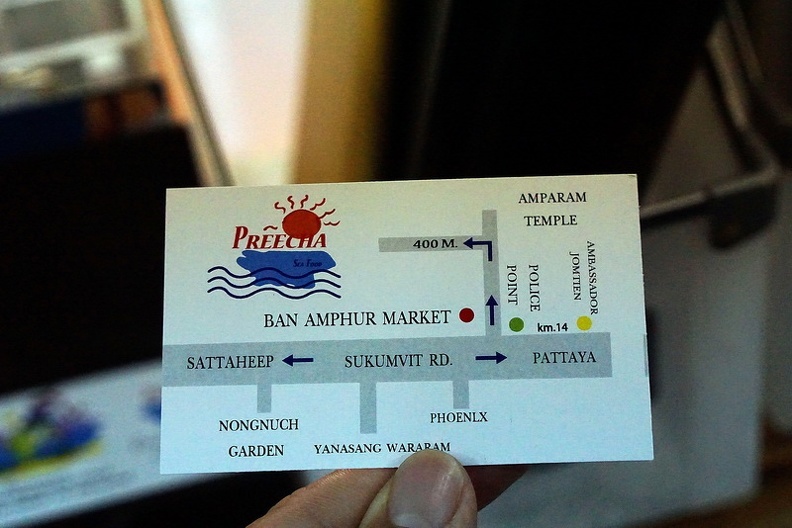 AMPARAM
TEMPLE
PREECHA
Sea Food
400 M.
POINT
POLICE
AMBASSADOR
JOMTIEN
BAN AMPHUR MARKET
km.14
SATTAHEEP
SUKUMVIT RD.
PATTAYA
NONGNUCH
GARDEN
YANASANG WARARAM
PHOENLX